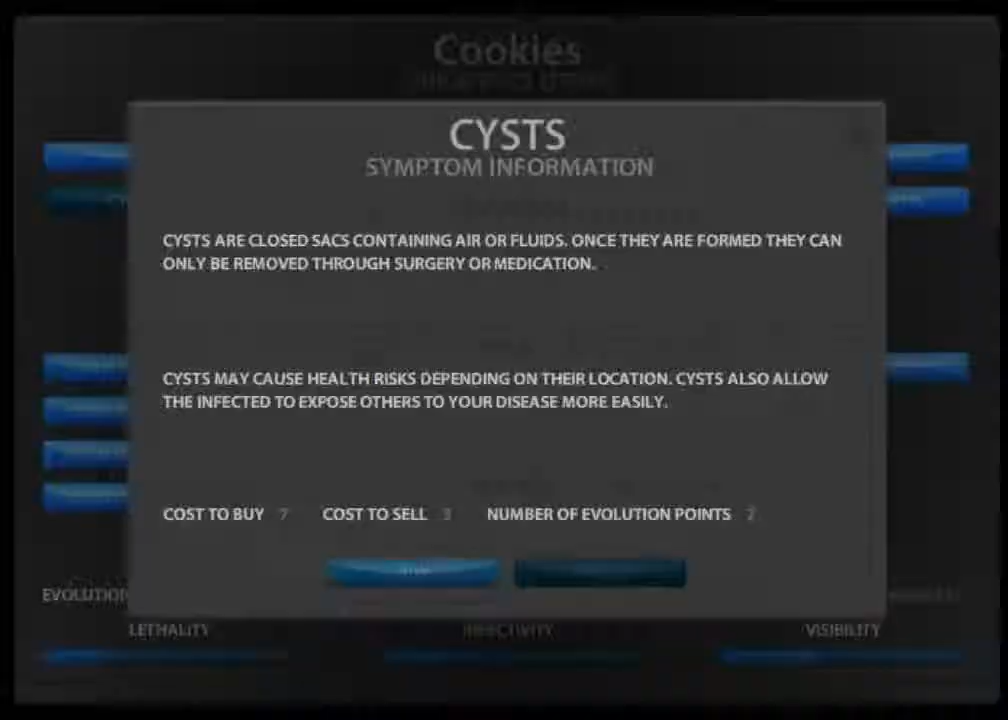 Cookies
CYSTS
SYMPTOM INFORMATION
CYSTS ARE CLOSED SACS CONTAINING AIR OR FLUIDS. ONCE THEY ARE FORMED THEY CAN
ONLY BE REMOVED THROUGH SURGERY OR MEDICATION.
CYSTS MAY CAUSE HEALTH RISKS DEPENDING ON THEIR LOCATION. CYSTS ALSO ALLOW
THE INFECTED TO EXPOSE OTHERS TO YOUR DISEASE MORE EASILY.
COST TO BUY COST TO SELL NUMBER OF EVOLUTION POINTS
EVOLUTION
LETHALITY INFECTIVITY VISIBILITY